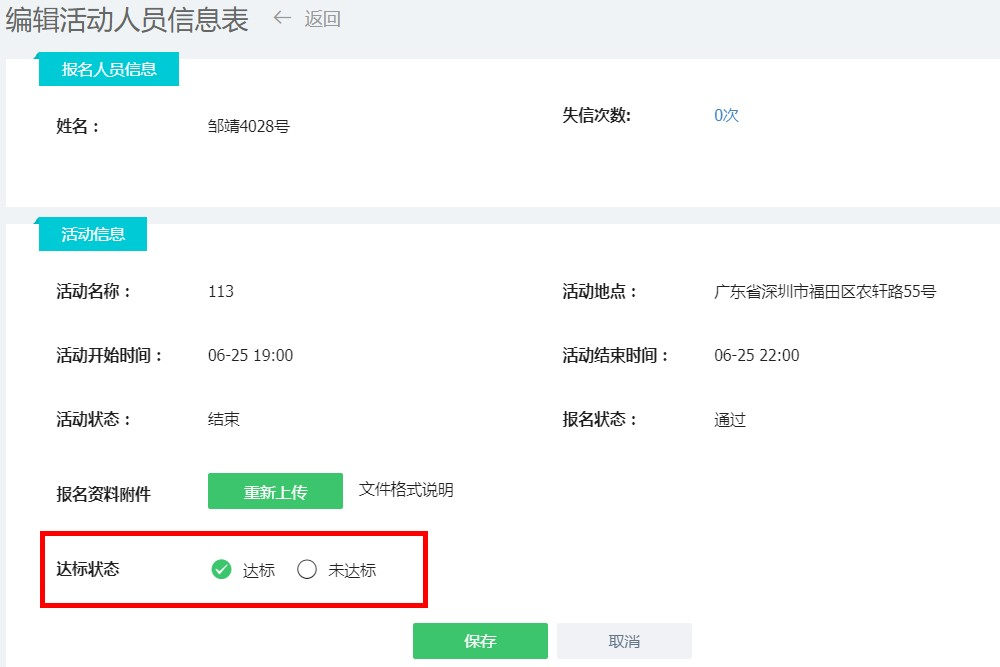 编辑活动人员信息表 返回
报名人员信息
姓名： 邹靖4028号 失信次数: 0次
活动信息
活动名称： 113 活动地点： 广东省深圳市福田区农轩路55号
活动开始时间： 06-25 19:00 活动结束时间： 06-25 22:00
活动状态： 结束 报名状态： 通过
报名资料附件 重新上传 文件格式说明
达标状态 达标 未达标
保存 取消